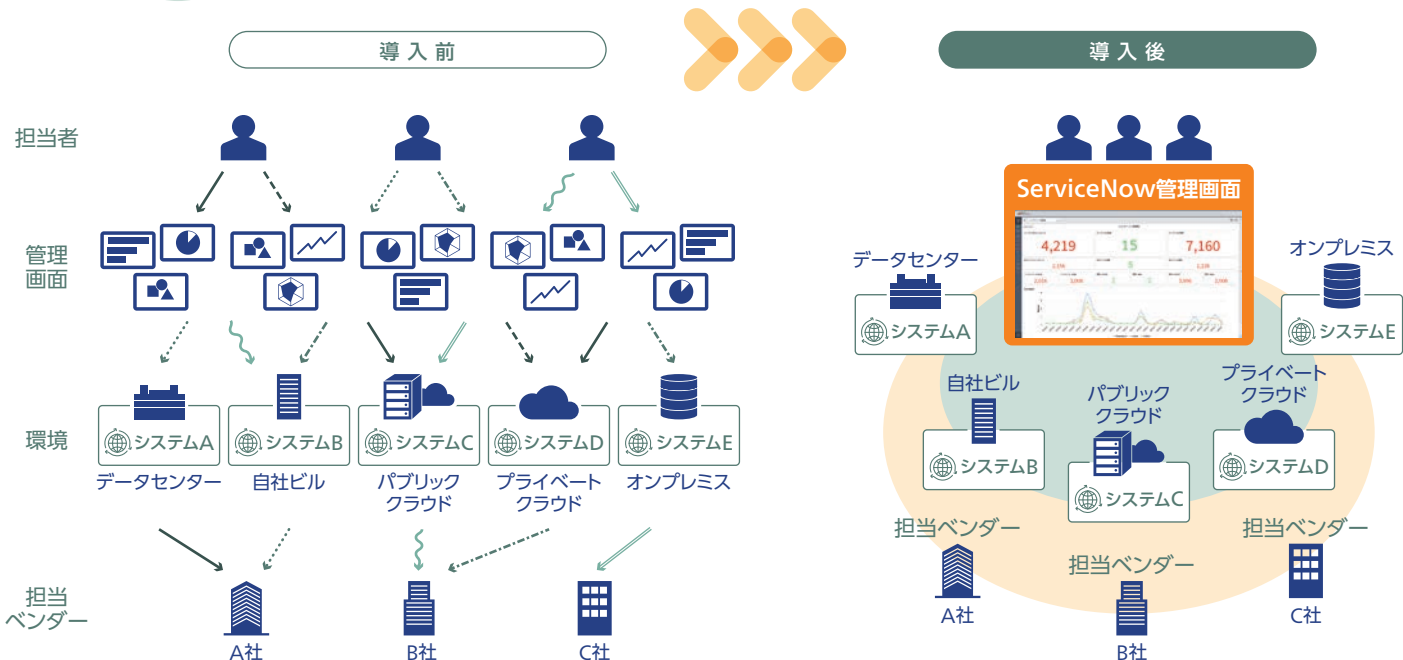 導入前
導入後
担当者
管理
画面
環境
システムA
システムB
システムC
システムD
システムE
データセンター
自社ビル
パブリック
クラウド
プライベート
クラウド
オンプレミス
担当
ベンダー
A社
B社
C社
ServiceNow管理画面
4,219
15
7,160
データセンター
システムA
オンプレミス
システムE
自社ビル
システムB
パブリック
クラウド
システムC
プライベート
クラウド
システムD
担当ベンダー
A社
担当ベンダー
B社
担当ベンダー
C社